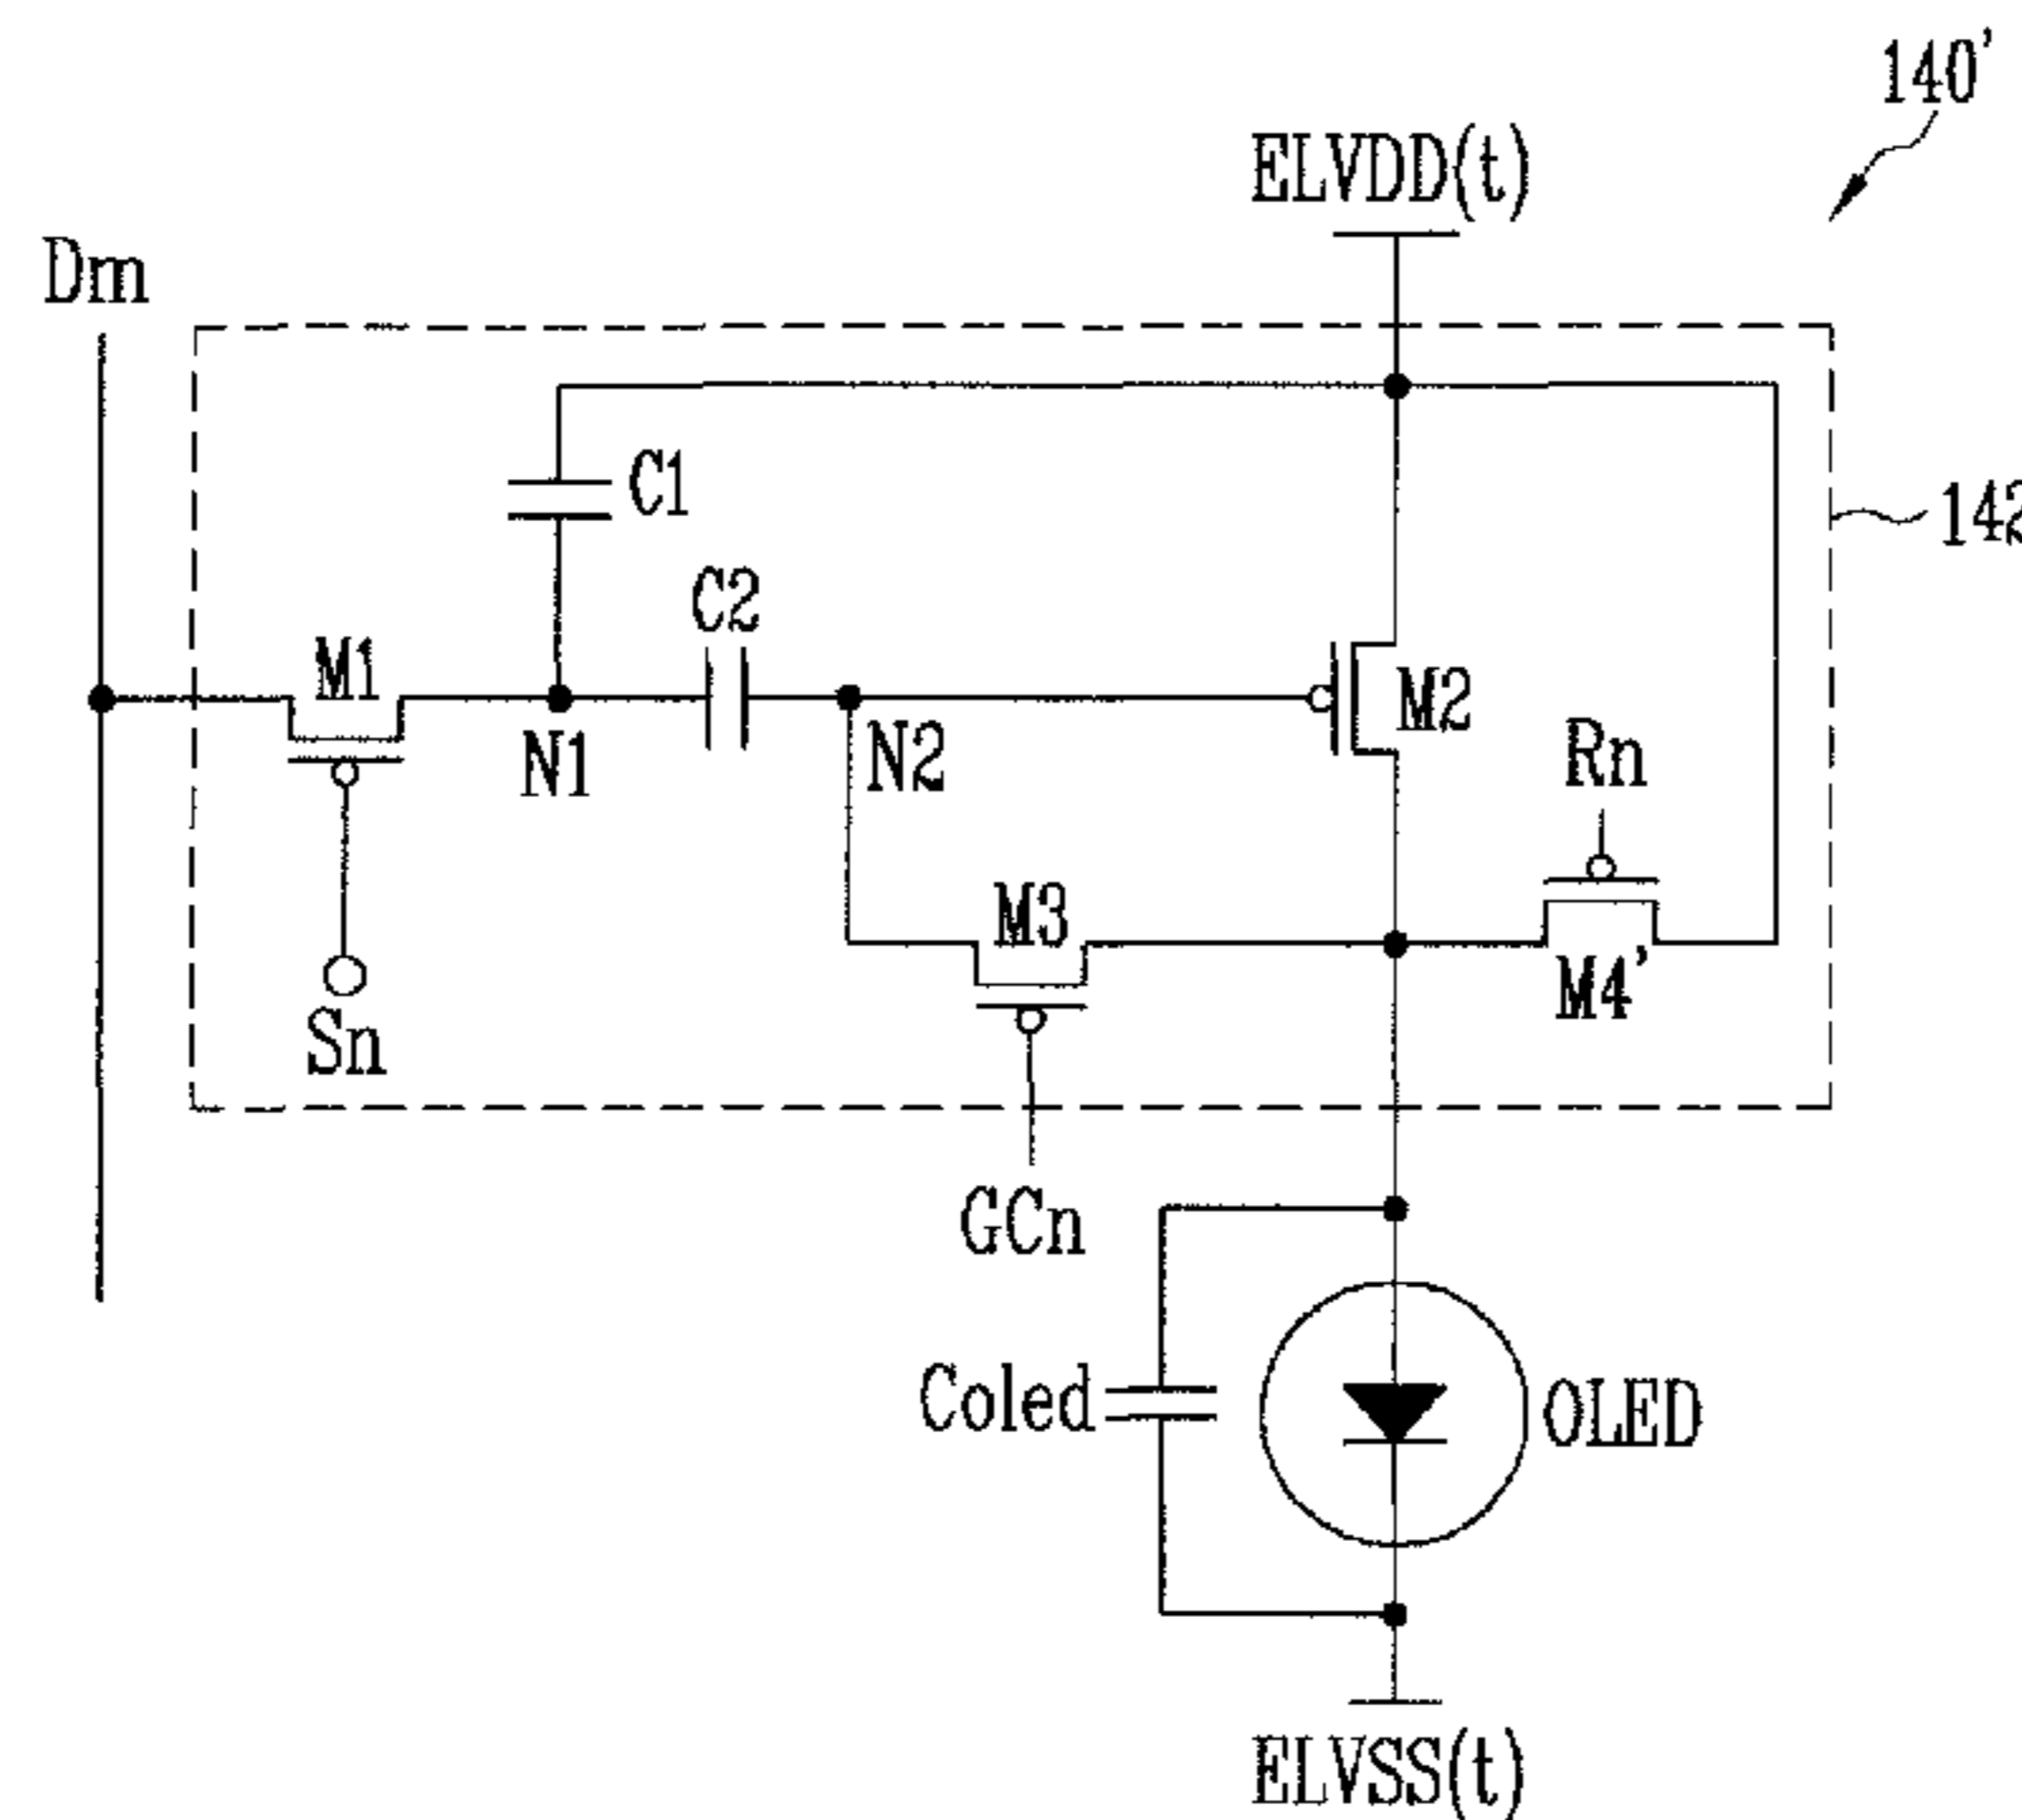 140'
ELVDD(t)
Dm
C1
142
C2
M1
M2
N1
N2
Rn
M3
M4'
Sn
GCn
Coled
OLED
ELVSS(t)